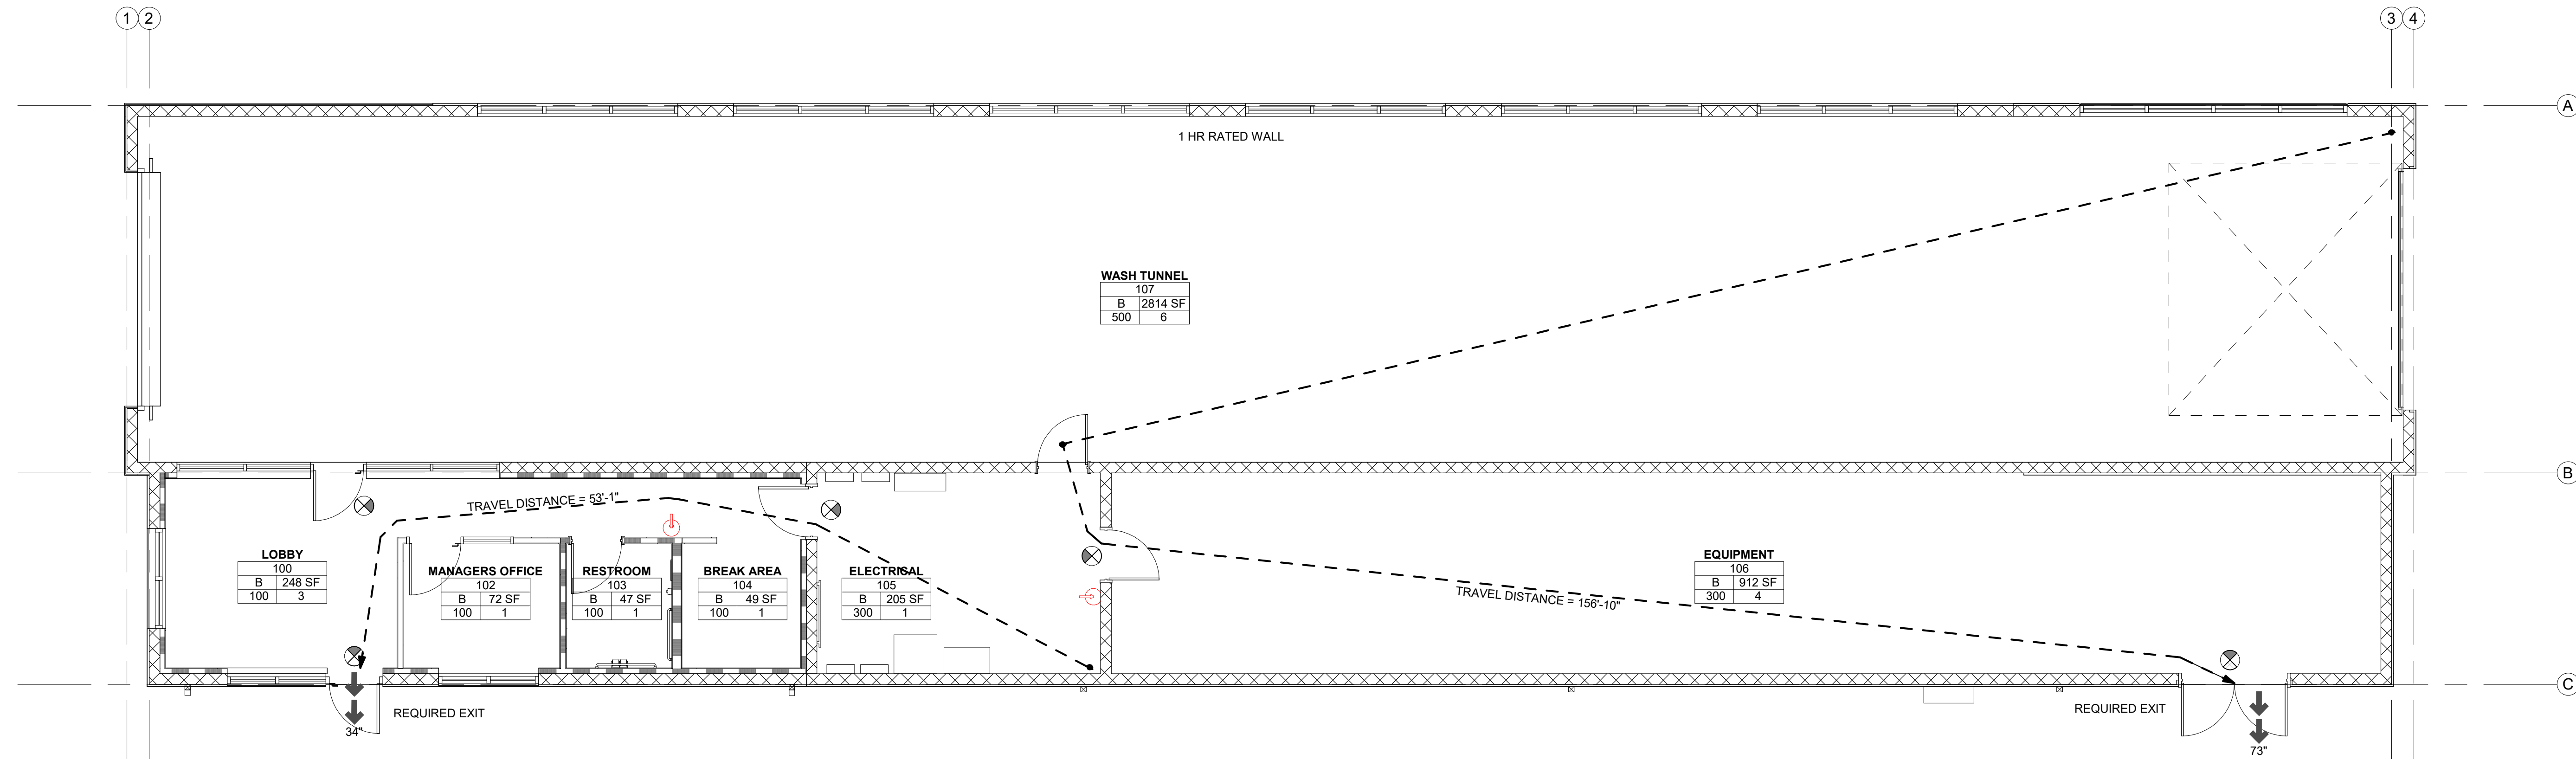 1 2 3 4
A
1 HR RATED WALL
WASH TUNNEL
107
B 2814 SF
500 6
B
TRAVEL DISTANCE = 53'-1"
LOBBY
100
B 248 SF
100 3
MANAGERS OFFICE
102
B 72 SF
100 1
RESTROOM
103
B 47 SF
100 1
BREAK AREA
104
B 49 SF
100 1
ELECTRICAL
105
B 205 SF
300 1
EQUIPMENT
106
B 912 SF
300 4
TRAVEL DISTANCE = 156'-10"
C
REQUIRED EXIT
34"
REQUIRED EXIT
73"